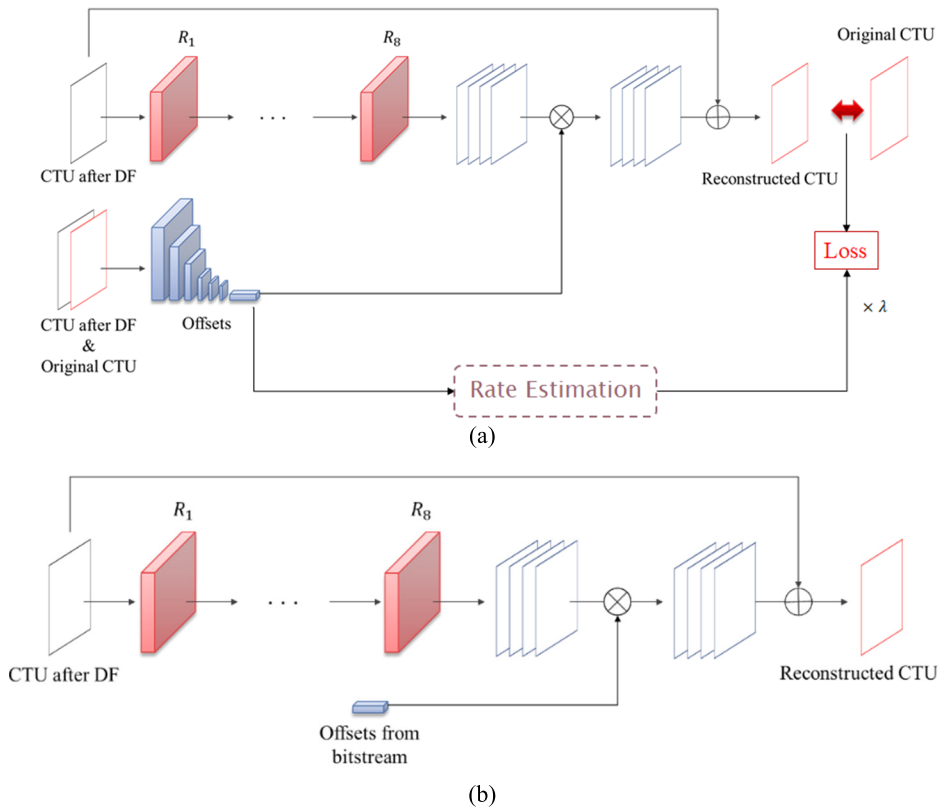 Original CTU
R₁
R₈
. . .
CTU after DF
Reconstructed CTU
Loss
× λ
Offsets
CTU after DF
&
Original CTU
Rate Estimation
(a)
R₁
R₈
. . .
CTU after DF
Reconstructed CTU
Offsets from
bitstream
(b)